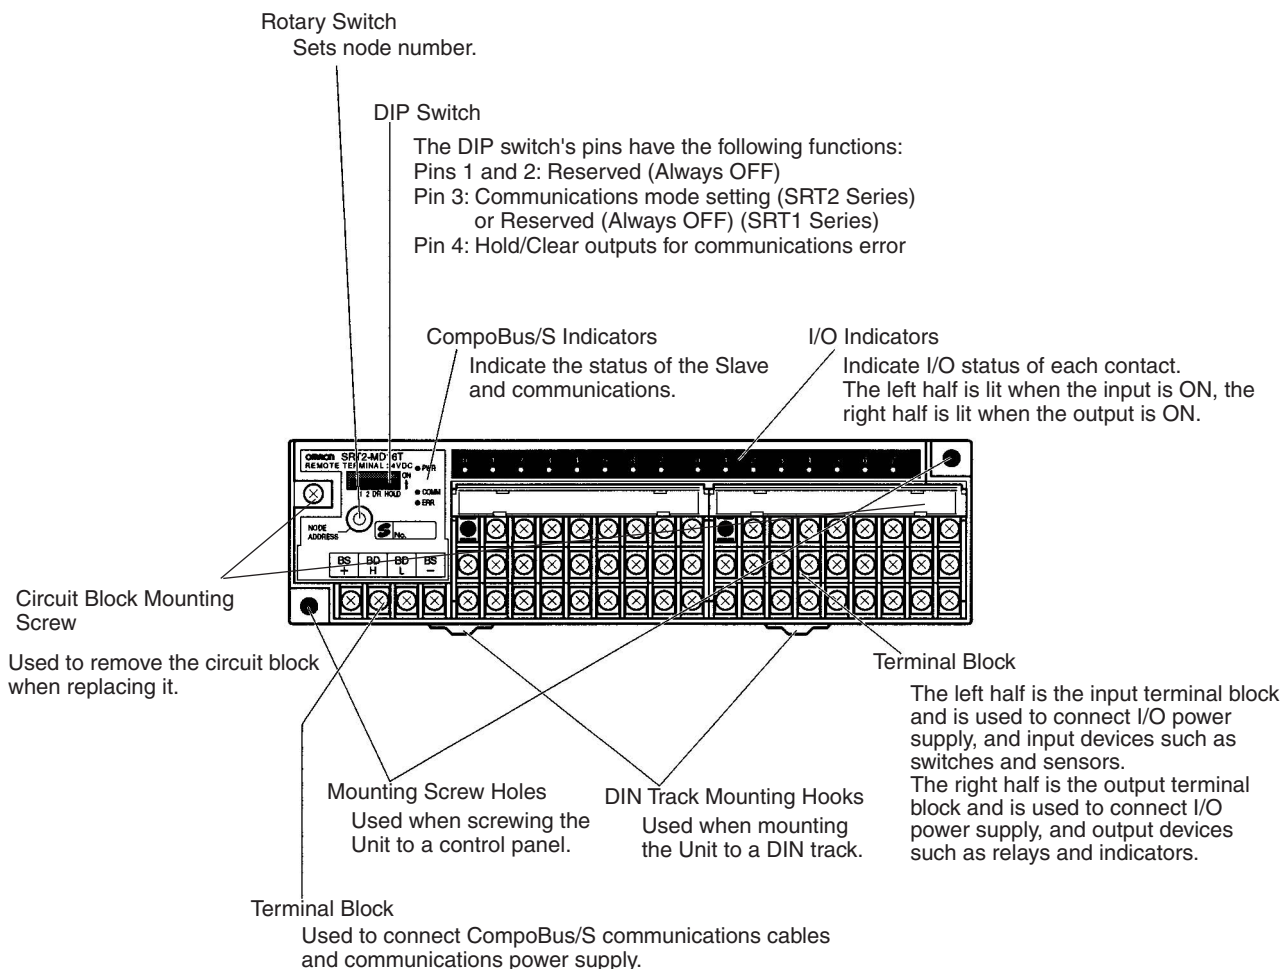 Rotary Switch
Sets node number.
DIP Switch
The DIP switch's pins have the following functions:
Pins 1 and 2: Reserved (Always OFF)
Pin 3: Communications mode setting (SRT2 Series)
or Reserved (Always OFF) (SRT1 Series)
Pin 4: Hold/Clear outputs for communications error
CompoBus/S Indicators
Indicate the status of the Slave
and communications.
I/O Indicators
Indicate I/O status of each contact.
The left half is lit when the input is ON, the
right half is lit when the output is ON.
OMRON SRT2-MD16T
REMOTE TERMINAL 24VDC
PWR
ON
1 2 DR HOLD
COMM
ERR
NODE
ADDRESS
S No.
BS BD BD BS
+ H L −
Circuit Block Mounting
Screw
Used to remove the circuit block
when replacing it.
Terminal Block
The left half is the input terminal block
and is used to connect I/O power
supply, and input devices such as
switches and sensors.
The right half is the output terminal
block and is used to connect I/O
power supply, and output devices
such as relays and indicators.
Mounting Screw Holes
Used when screwing the
Unit to a control panel.
DIN Track Mounting Hooks
Used when mounting
the Unit to a DIN track.
Terminal Block
Used to connect CompoBus/S communications cables
and communications power supply.